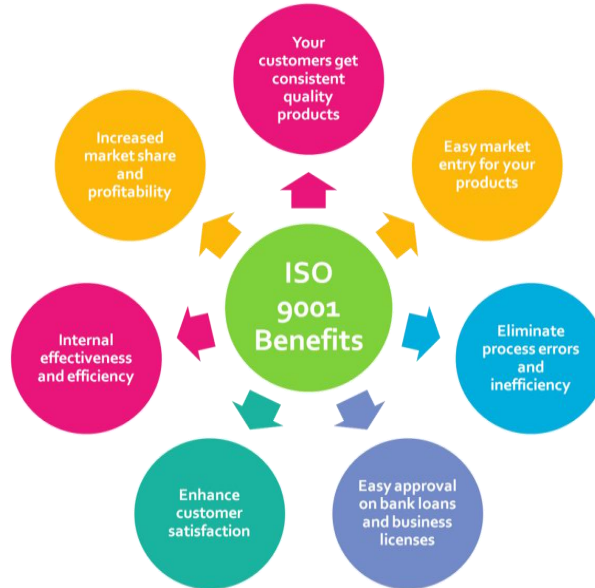 Your
customers get
consistent
quality
products
Easy market
entry for your
products
Eliminate
process errors
and
inefficiency
Easy approval
on bank loans
and business
licenses
Enhance
customer
satisfaction
Internal
effectiveness
and efficiency
Increased
market share
and
profitability
ISO
9001
Benefits